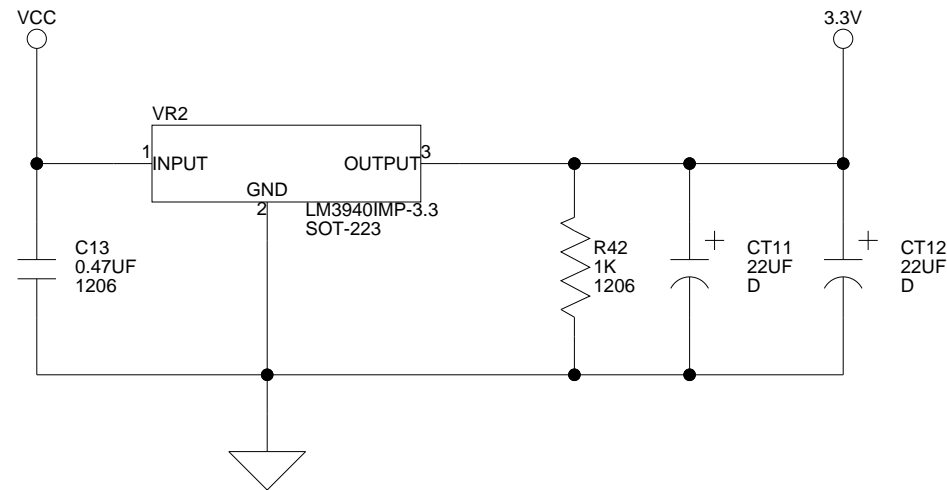 VCC
3.3V
VR2
1
INPUT
OUTPUT
3
GND
2
LM3940IMP-3.3
SOT-223
C13
0.47UF
1206
R42
1K
1206
+
CT11
22UF
D
+
CT12
22UF
D